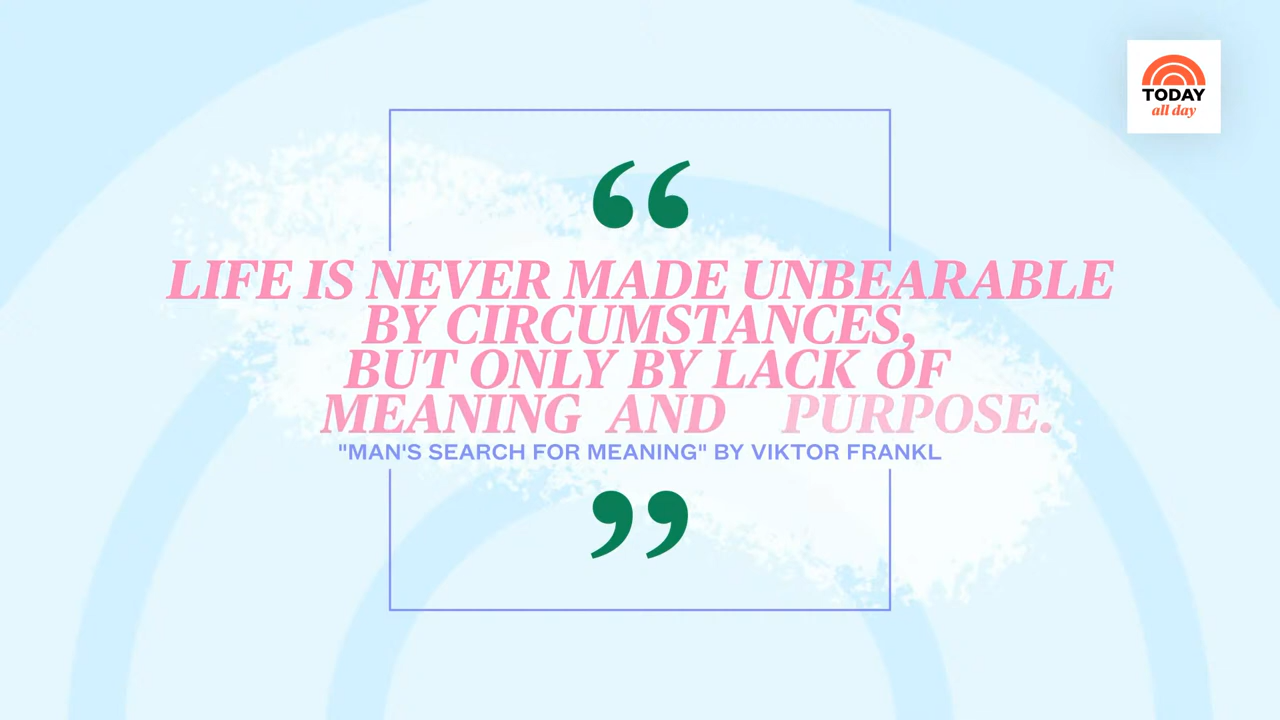 TODAY
all day
“
LIFE IS NEVER MADE UNBEARABLE
BY CIRCUMSTANCES,
BUT ONLY BY LACK OF
MEANING AND PURPOSE.
"MAN'S SEARCH FOR MEANING" BY VIKTOR FRANKL
”